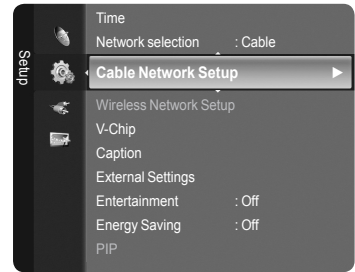 Setup
Time
Network selection : Cable
Cable Network Setup
Wireless Network Setup
V-Chip
Caption
External Settings
Entertainment : Off
Energy Saving : Off
PIP